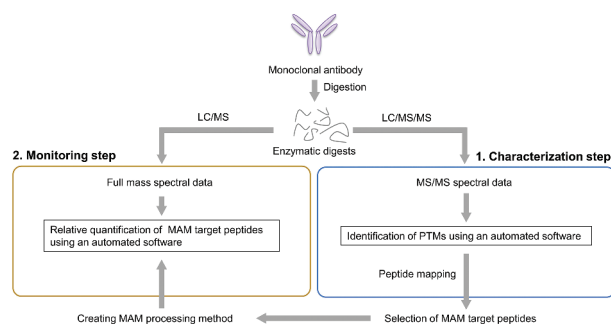 Monoclonal antibody
Digestion
LC/MS
LC/MS/MS
Enzymatic digests
2. Monitoring step
1. Characterization step
Full mass spectral data
MS/MS spectral data
Relative quantification of MAM target peptides
using an automated software
Identification of PTMs using an automated software
Peptide mapping
Creating MAM processing method
Selection of MAM target peptides